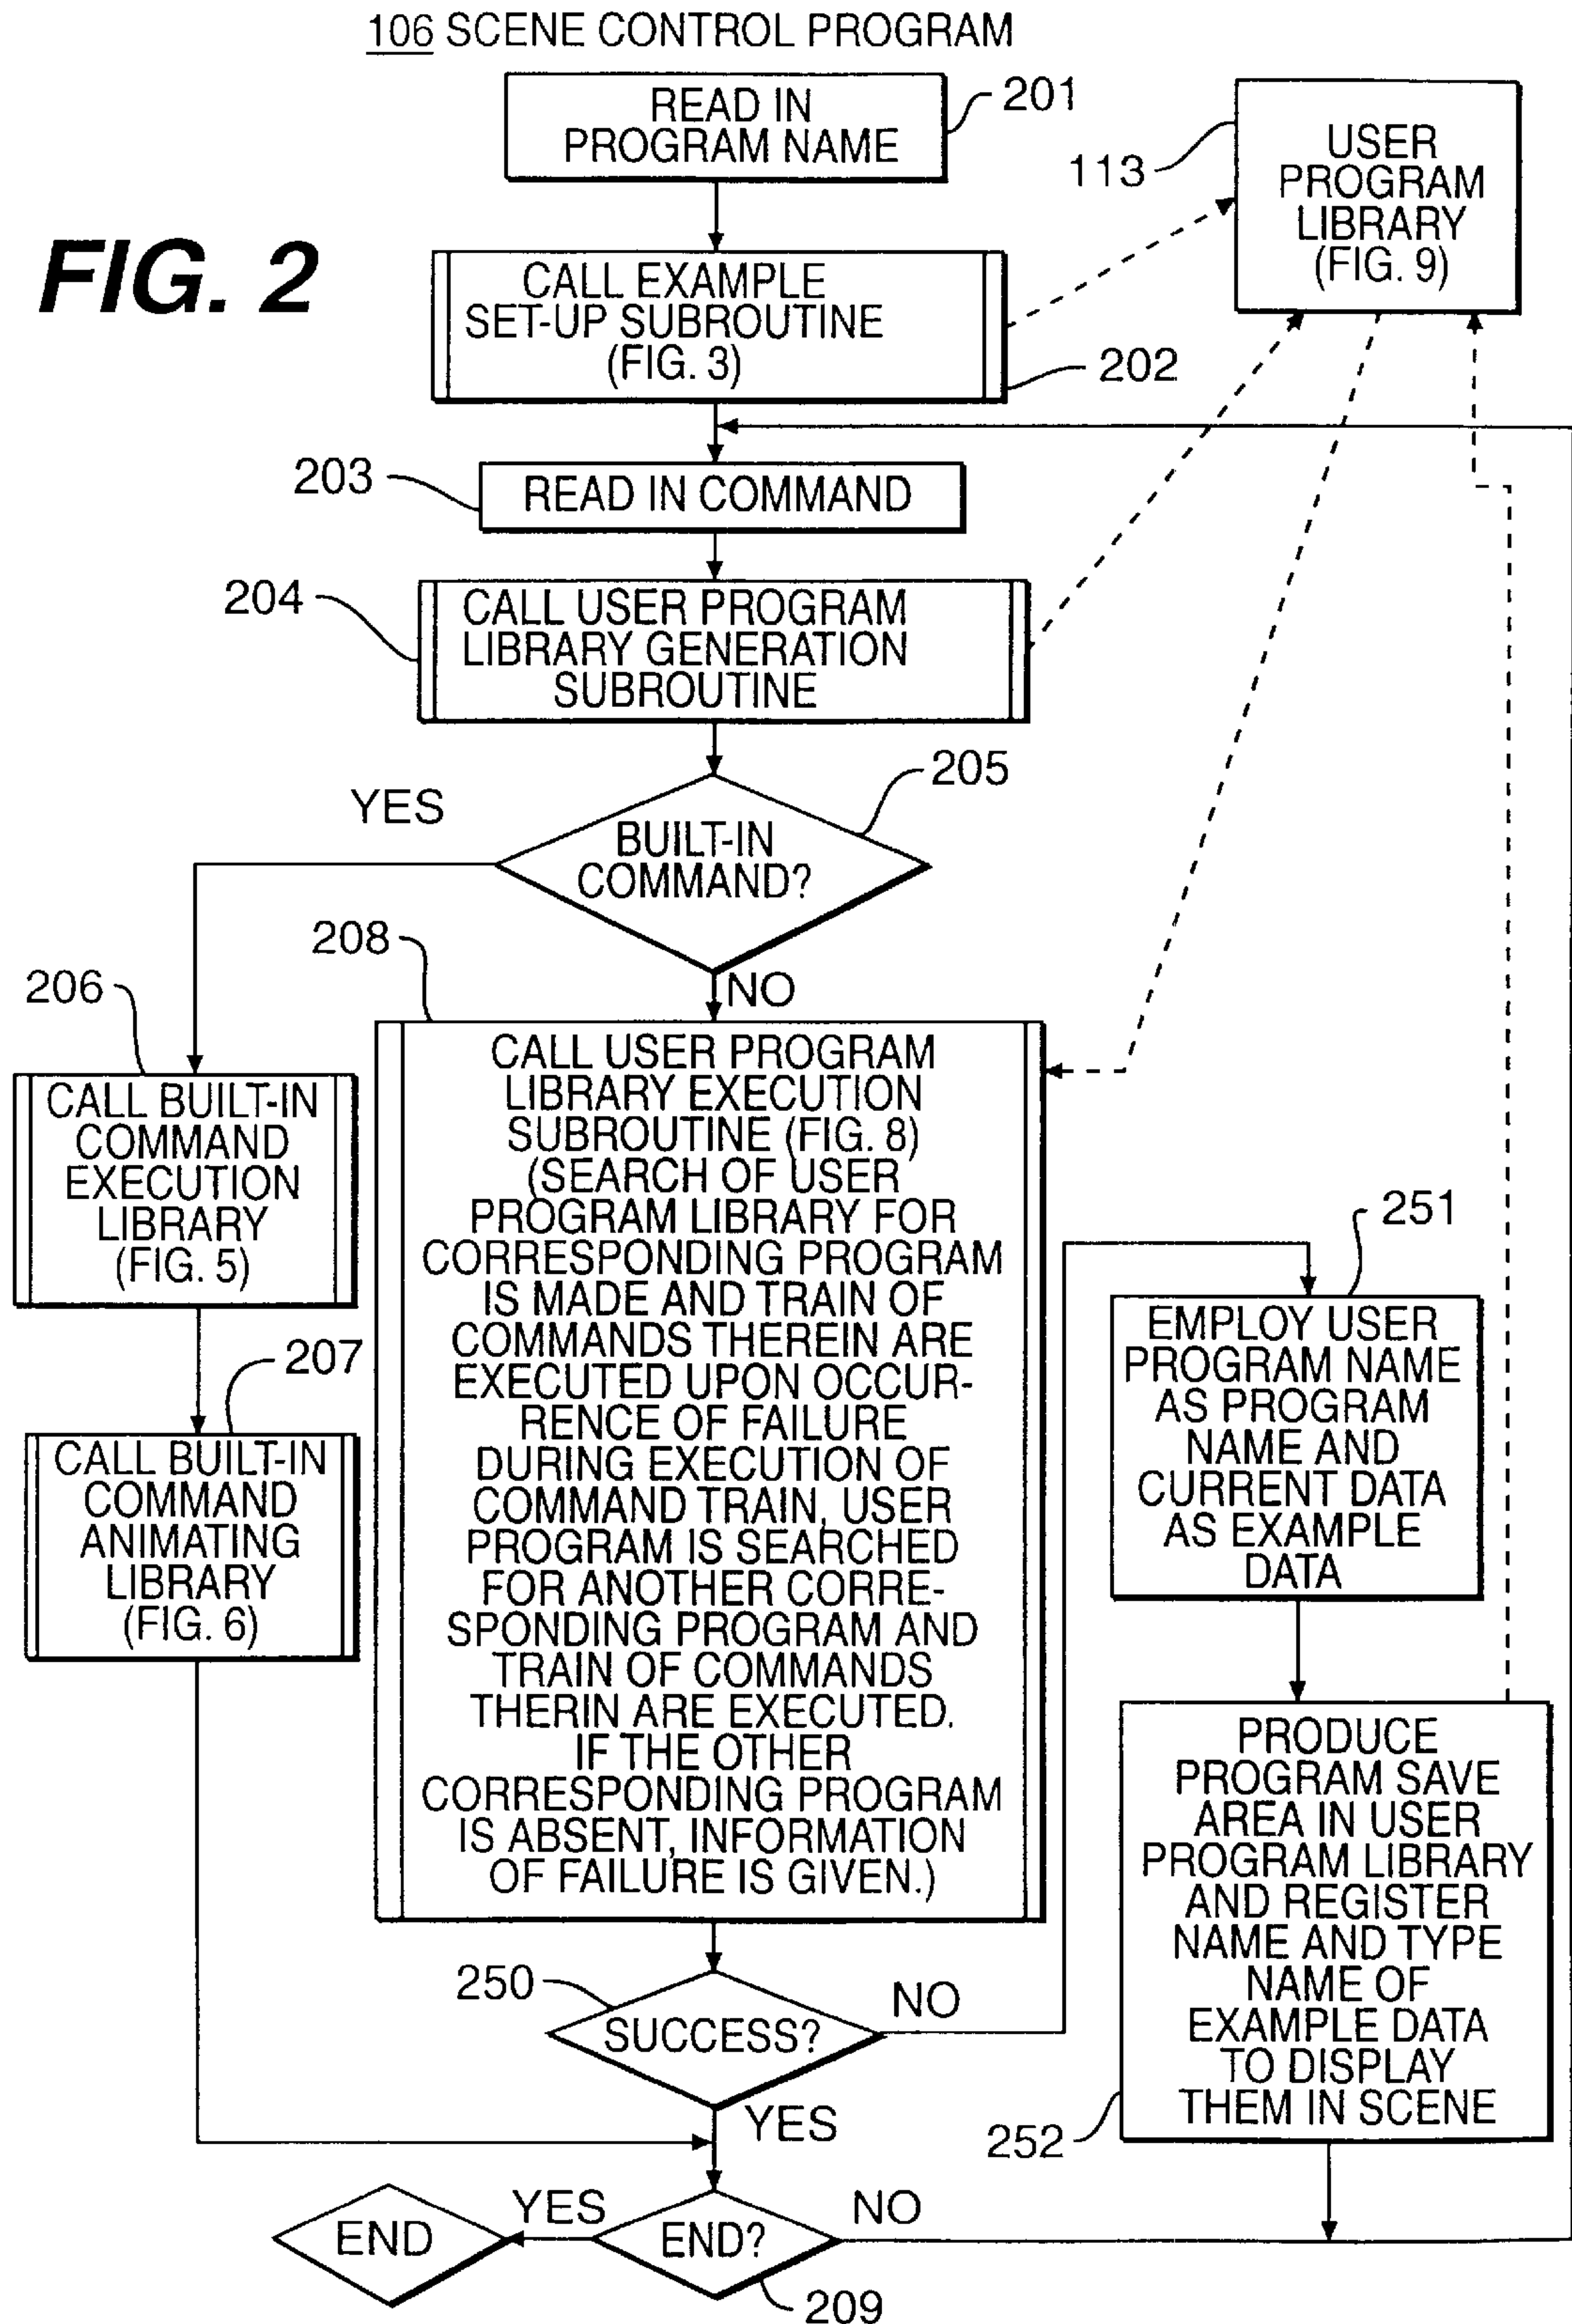 106 SCENE CONTROL PROGRAM
FIG. 2
READ IN
PROGRAM NAME
201
USER
PROGRAM
LIBRARY
(FIG. 9)
113
CALL EXAMPLE
SET-UP SUBROUTINE
(FIG. 3)
202
203
READ IN COMMAND
204
CALL USER PROGRAM
LIBRARY GENERATION
SUBROUTINE
205
YES
BUILT-IN
COMMAND?
NO
206
CALL BUILT-IN
COMMAND
EXECUTION
LIBRARY
(FIG. 5)
207
CALL BUILT-IN
COMMAND
ANIMATING
LIBRARY
(FIG. 6)
208
CALL USER PROGRAM
LIBRARY EXECUTION
SUBROUTINE (FIG. 8)
(SEARCH OF USER
PROGRAM LIBRARY FOR
CORRESPONDING PROGRAM
IS MADE AND TRAIN OF
COMMANDS THEREIN ARE
EXECUTED UPON OCCUR-
RENCE OF FAILURE
DURING EXECUTION OF
COMMAND TRAIN, USER
PROGRAM IS SEARCHED
FOR ANOTHER CORRE-
SPONDING PROGRAM AND
TRAIN OF COMMANDS
THERIN ARE EXECUTED.
IF THE OTHER
CORRESPONDING PROGRAM
IS ABSENT, INFORMATION
OF FAILURE IS GIVEN.)
251
EMPLOY USER
PROGRAM NAME
AS PROGRAM
NAME AND
CURRENT DATA
AS EXAMPLE
DATA
PRODUCE
PROGRAM SAVE
AREA IN USER
PROGRAM LIBRARY
AND REGISTER
NAME AND TYPE
NAME OF
EXAMPLE DATA
TO DISPLAY
THEM IN SCENE
252
250
SUCCESS?
NO
YES
END
YES
END?
NO
209